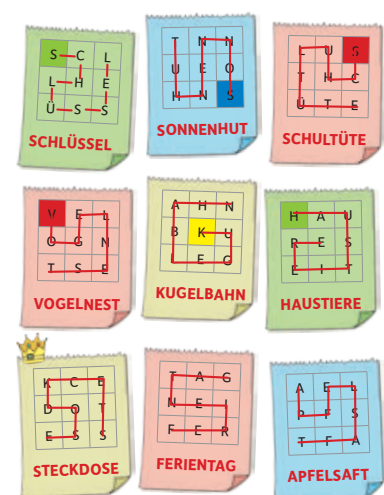 S C L
L H E
Ü S S
SCHLÜSSEL
T N N
U E O
H N S
SONNENHUT
L U S
T H C
Ü T E
SCHULTÜTE
V E L
O G N
T S E
VOGELNEST
A H N
B K U
L E G
KUGELBAHN
H A U
R E S
E I T
HAUSTIERE
K C E
D O T
E S S
STECKDOSE
T A G
N E I
F E R
FERIENTAG
A E L
P F S
T F A
APFELSAFT